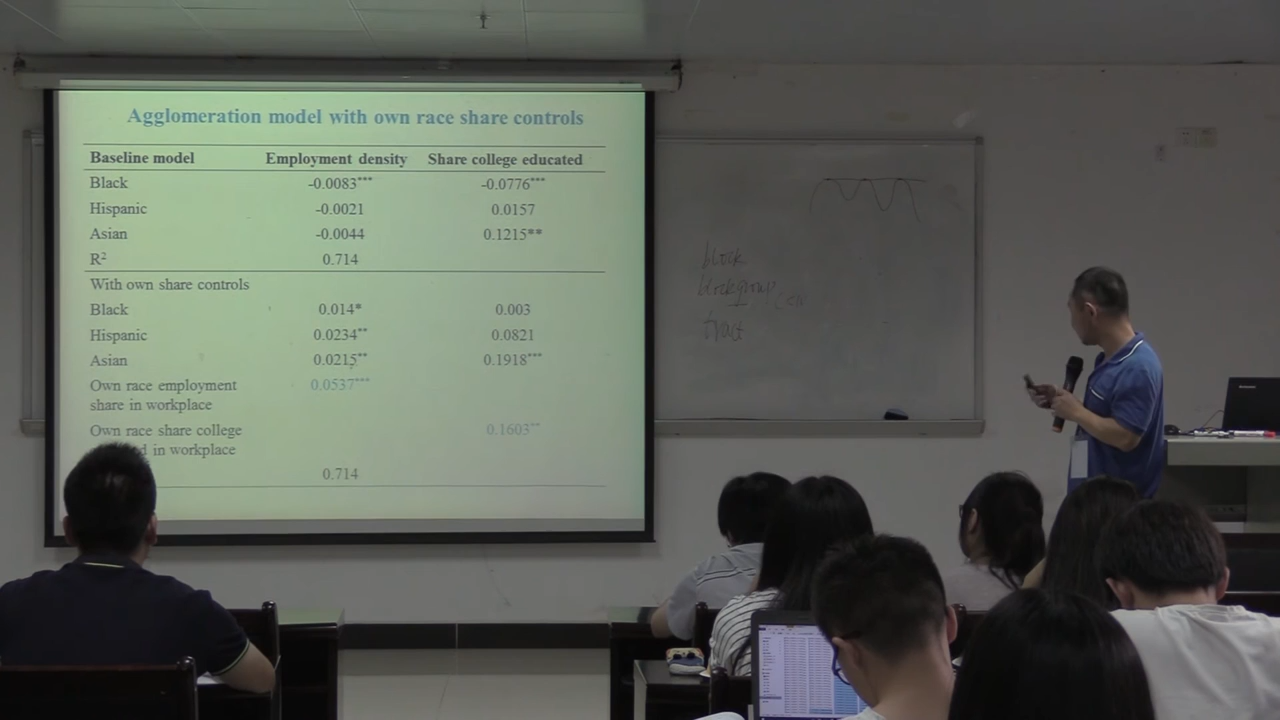 Agglomeration model with own race share controls
Baseline model Employment density Share college educated
Black -0.0083*** -0.0776***
Hispanic -0.0021 0.0157
Asian -0.0044 0.1215**
R² 0.714
With own share controls
Black 0.014* 0.003
Hispanic 0.0234** 0.0821
Asian 0.0215** 0.1918***
Own race employment 0.0537***
share in workplace
Own race share college 0.1603**
in workplace
0.714
block
blockgroup
tract